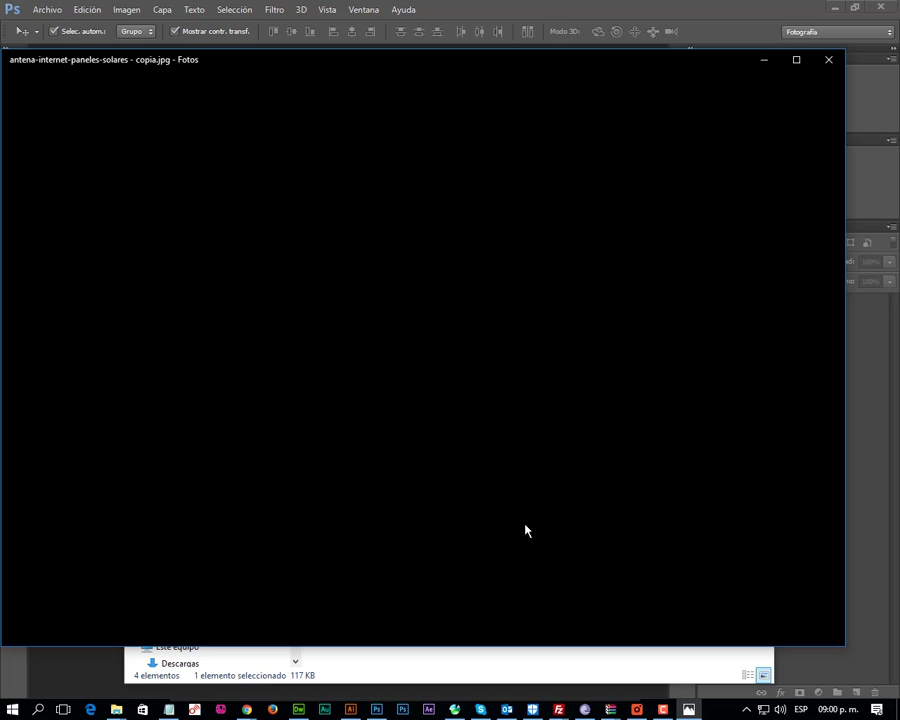 Ps Archivo Edición Imagen Capa Texto Selección Filtro 3D Vista Ventana Ayuda
Selec. autom.: Grupo Mostrar contr. transf. Modo 3D: Fotografía
antena-internet-paneles-solares - copia.jpg - Fotos
100%
100%
Este equipo
Descargas
4 elementos 1 elemento seleccionado 117 KB
ESP 09:00 p. m.